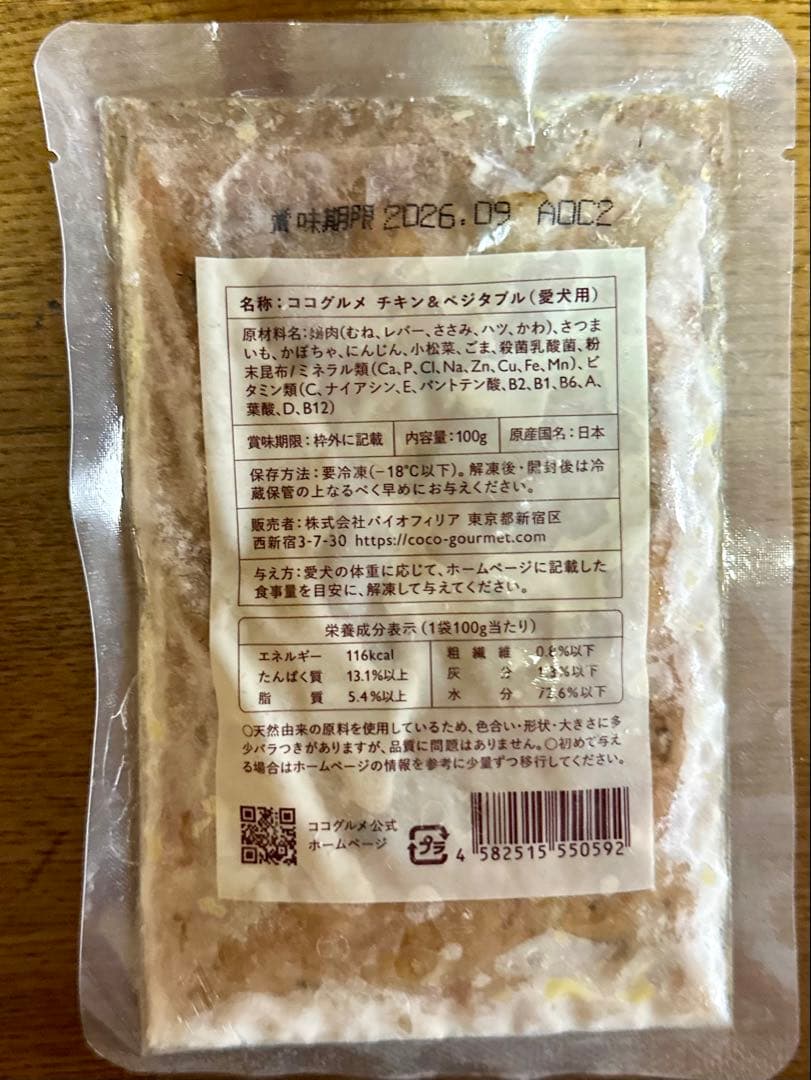 賞味期限 2026.09 AOC2
名称：ココグルメ チキン&ベジタブル（愛犬用）
原材料名：鶏肉(むね、レバー、ささみ、ハツ、かわ)、さつま
いも、かぼちゃ、にんじん、小松菜、ごま、殺菌乳酸菌、粉
末昆布/ミネラル類(Ca、P、Cl、Na、Zn、Cu、Fe、Mn)、ビ
タミン類(C、ナイアシン、E、パントテン酸、B2、B1、B6、A、
葉酸、D、B12)
賞味期限：枠外に記載 内容量：100g 原産国名：日本
保存方法：要冷凍(−18℃以下)。解凍後・開封後は冷
蔵保管の上なるべく早めにお与えください。
販売者：株式会社バイオフィリア 東京都新宿区
西新宿3-7-30 https://coco-gourmet.com
与え方：愛犬の体重に応じて、ホームページに記載した
食事量を目安に、解凍して与えてください。
栄養成分表示（1袋100g当たり）
エネルギー 116kcal 粗繊維 0.8%以下
たんぱく質 13.1%以上 灰分 1.3%以下
脂質 5.4%以上 水分 72.6%以下
○天然由来の原料を使用しているため、色合い・形状・大きさに多
少バラつきがありますが、品質に問題はありません。○初めて与え
る場合はホームページの情報を参考に少量ずつ移行してください。
ココグルメ公式
ホームページ
プラ
4 582515 550592